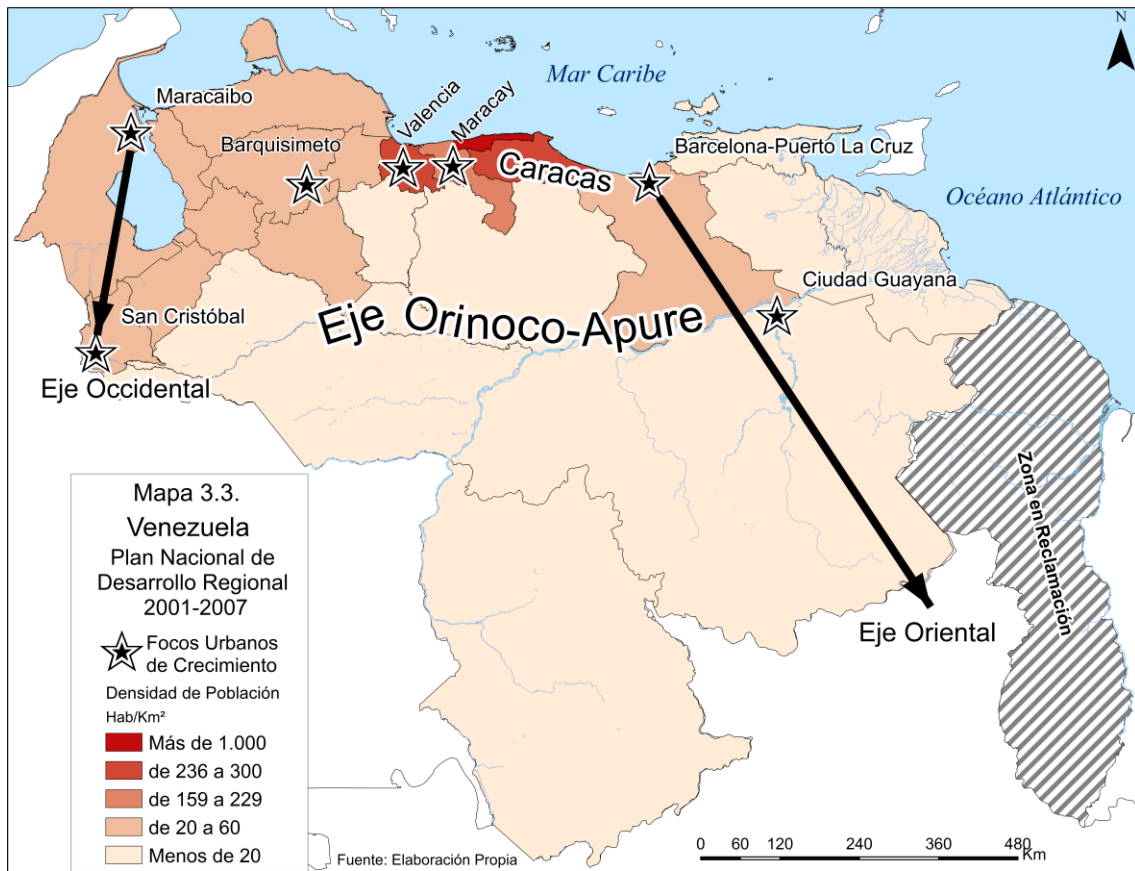 N
Mar Caribe
Maracaibo
Valencia
Maracay
Barquisimeto
Caracas
Barcelona-Puerto La Cruz
Océano Atlántico
Ciudad Guayana
San Cristóbal
Eje Orinoco-Apure
Eje Occidental
Zona en Reclamación
Eje Oriental
Mapa 3.3.
Venezuela
Plan Nacional de
Desarrollo Regional
2001-2007
Focos Urbanos
de Crecimiento
Densidad de Población
Hab/Km²
Más de 1.000
de 236 a 300
de 159 a 229
de 20 a 60
Menos de 20
Fuente: Elaboración Propia
0 120 240 360 480
Km